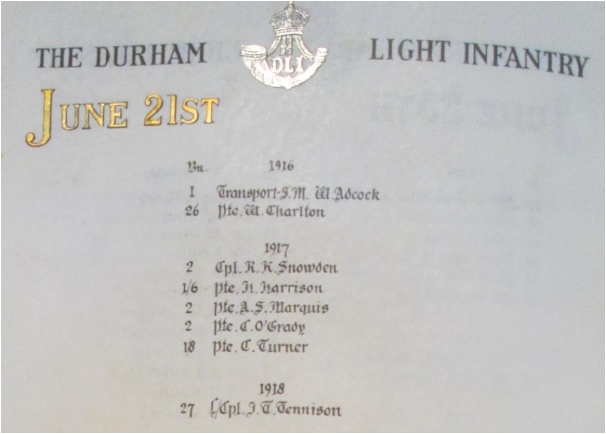 THE DURHAM DLI LIGHT INFANTRY
JUNE 21ST
Bn. 1916
1 Transport-S.M. W. Adcock
26 Pte. W. Charlton
1917
2 Cpl. R. K. Snowden
1/6 Pte. H. Harrison
2 Pte. A. S. Marquis
2 Pte. C. O'Grady
18 Pte. C. Turner
1918
27 L/Cpl. J. T. Tennison